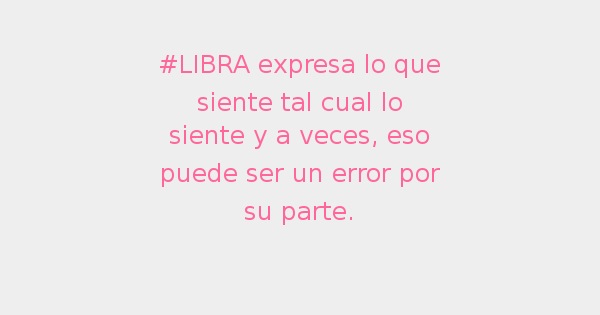 #LIBRA expresa lo que
siente tal cual lo
siente y a veces, eso
puede ser un error por
su parte.